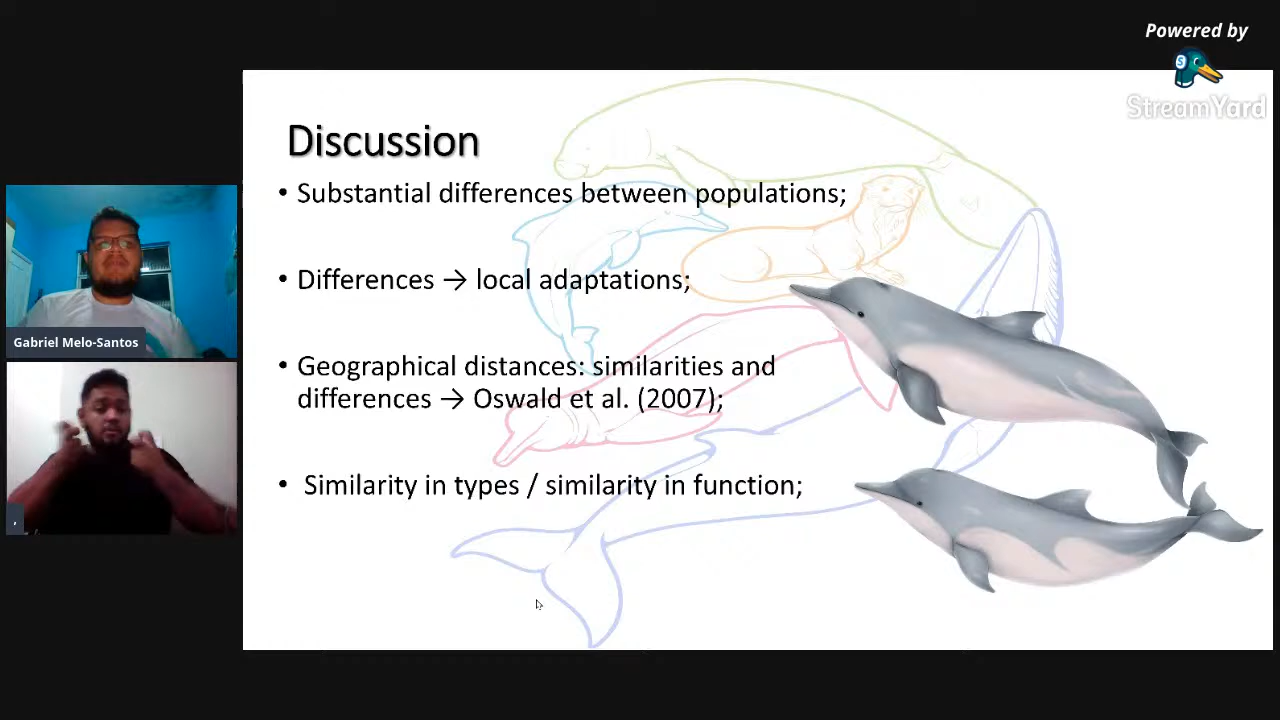 Powered by
StreamYard
Discussion
• Substantial differences between populations;
• Differences → local adaptations;
• Geographical distances: similarities and
differences → Oswald et al. (2007);
• Similarity in types / similarity in function;
Gabriel Melo-Santos
,